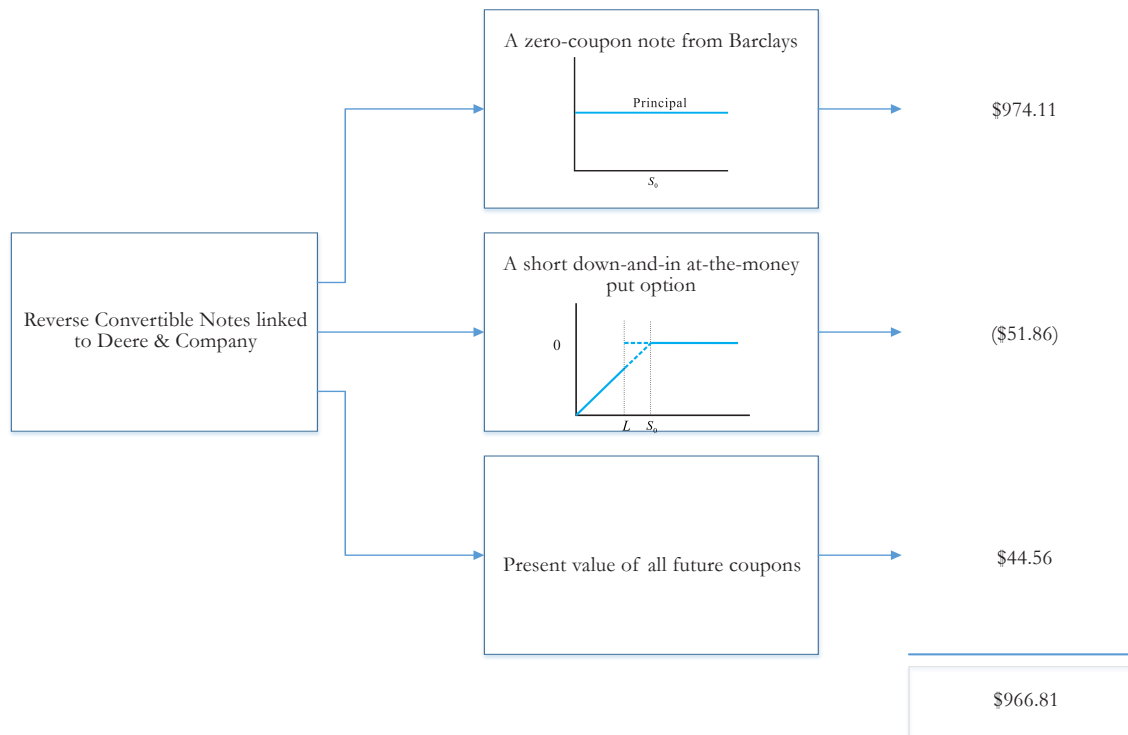 A zero-coupon note from Barclays
Principal
S₀
$974.11
Reverse Convertible Notes linked
to Deere & Company
A short down-and-in at-the-money
put option
0
L S₀
($51.86)
Present value of all future coupons
$44.56
$966.81